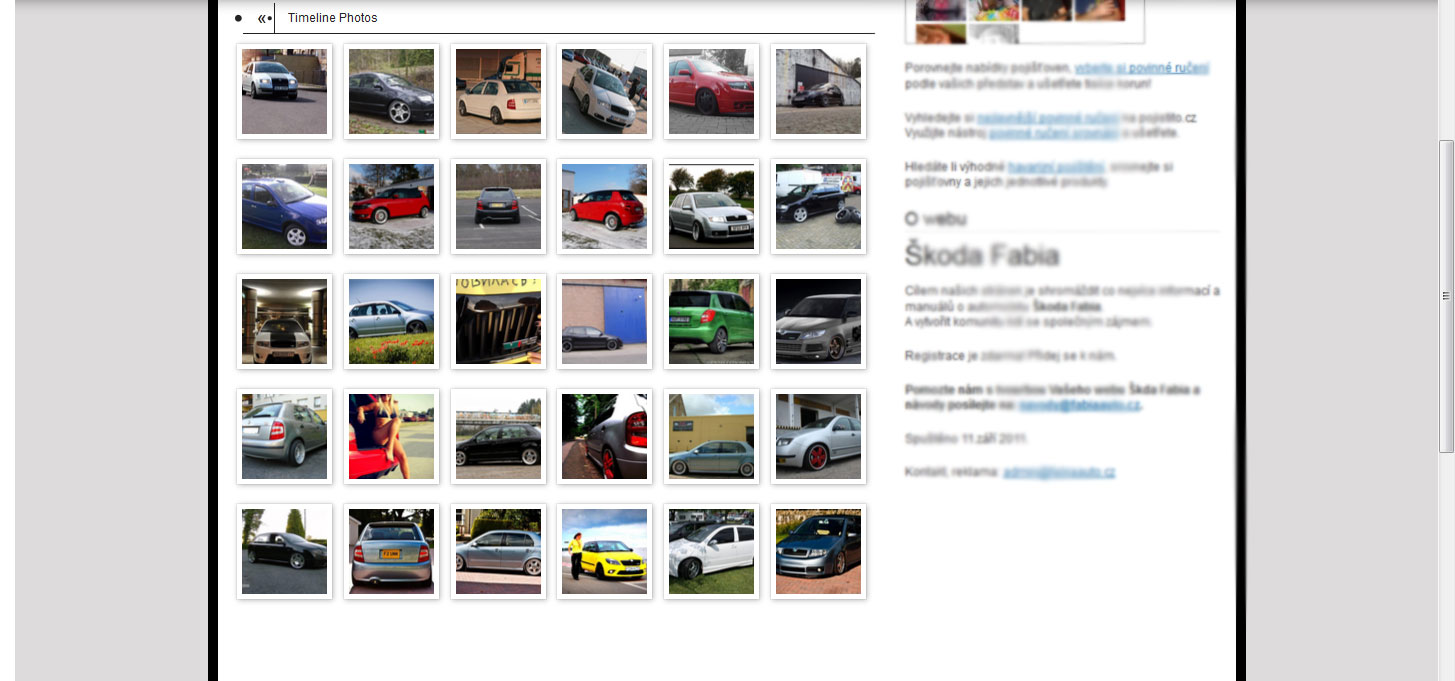 «• Timeline Photos
Porovnejte nabídky pojišťoven, vyberte si povinné ručení
podle vašich představ a ušetřete tisíce korun!
Vyhledejte si nejlevnější povinné ručení na pojistito.cz
Využijte nástroj povinné ručení srovnání a ušetřete.
Hledáte li výhodné havarijní pojištění, srovnejte si
pojišťovny a jejich jednotlivé produkty.
O webu
Škoda Fabia
Cílem našich stránek je shromáždit co nejvíce informací a
manuálů o automobilu Škoda Fabia.
A vytvořit komunitu lidí se společným zájmem.
Registrace je zdarma! Přidej se k nám.
Pomozte nám s Vašeho webu Škda Fabia a
návody posílejte na: navody@fabiaauto.cz.
Spuštěno 11.září 2011.
Kontakt, reklama: admin@fabiaauto.cz